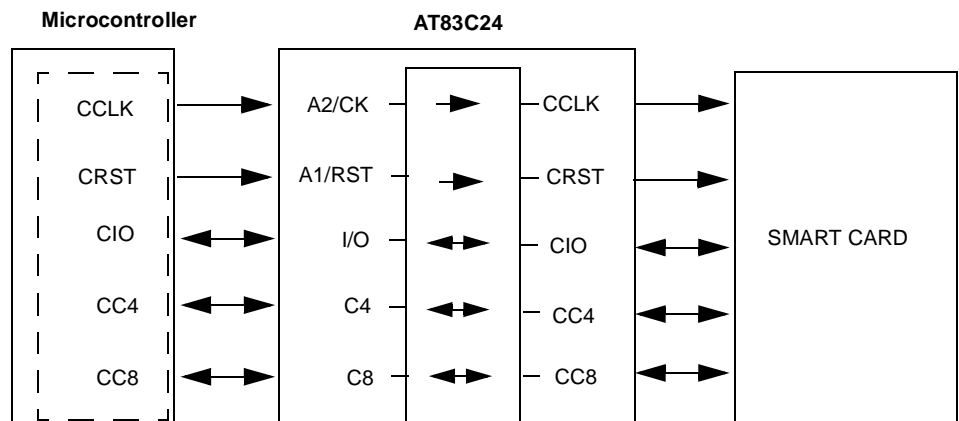 Microcontroller AT83C24
CCLK A2/CK CCLK
CRST A1/RST CRST
CIO I/O CIO SMART CARD
CC4 C4 CC4
CC8 C8 CC8